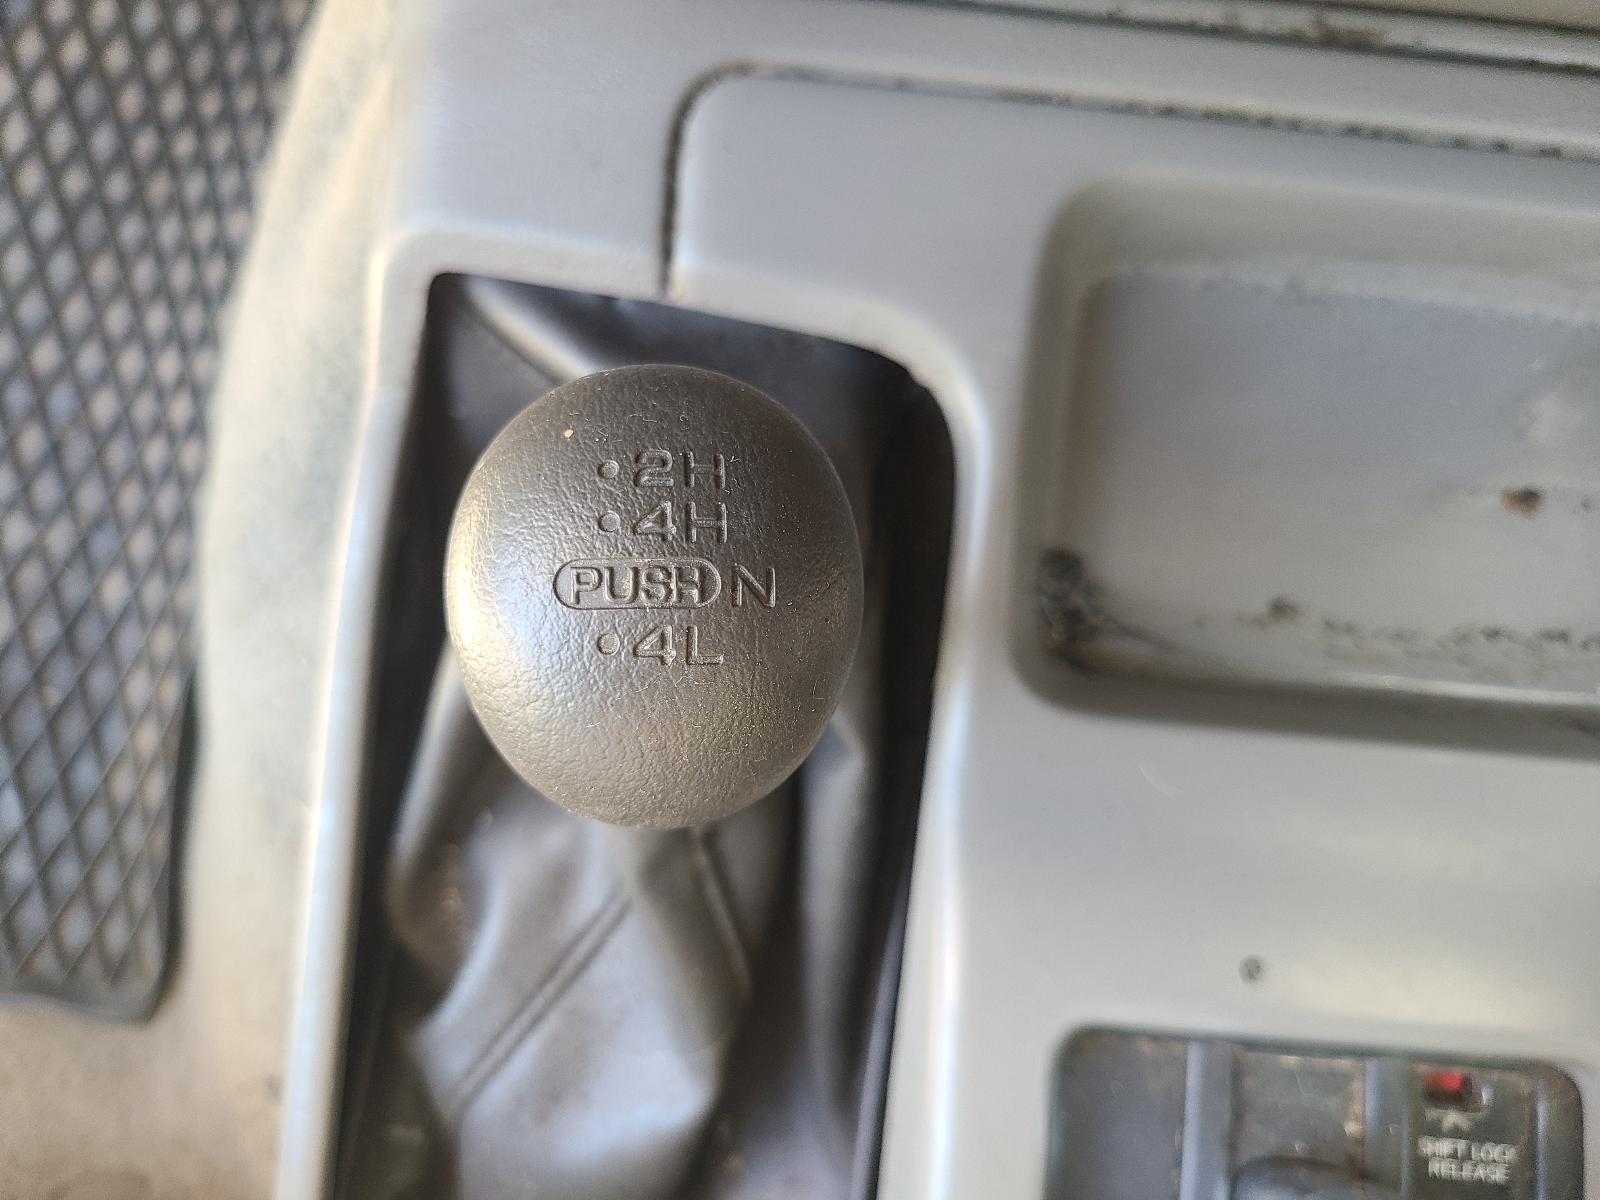 •2H
•4H
PUSH N
•4L
SHIFT LOCK
RELEASE